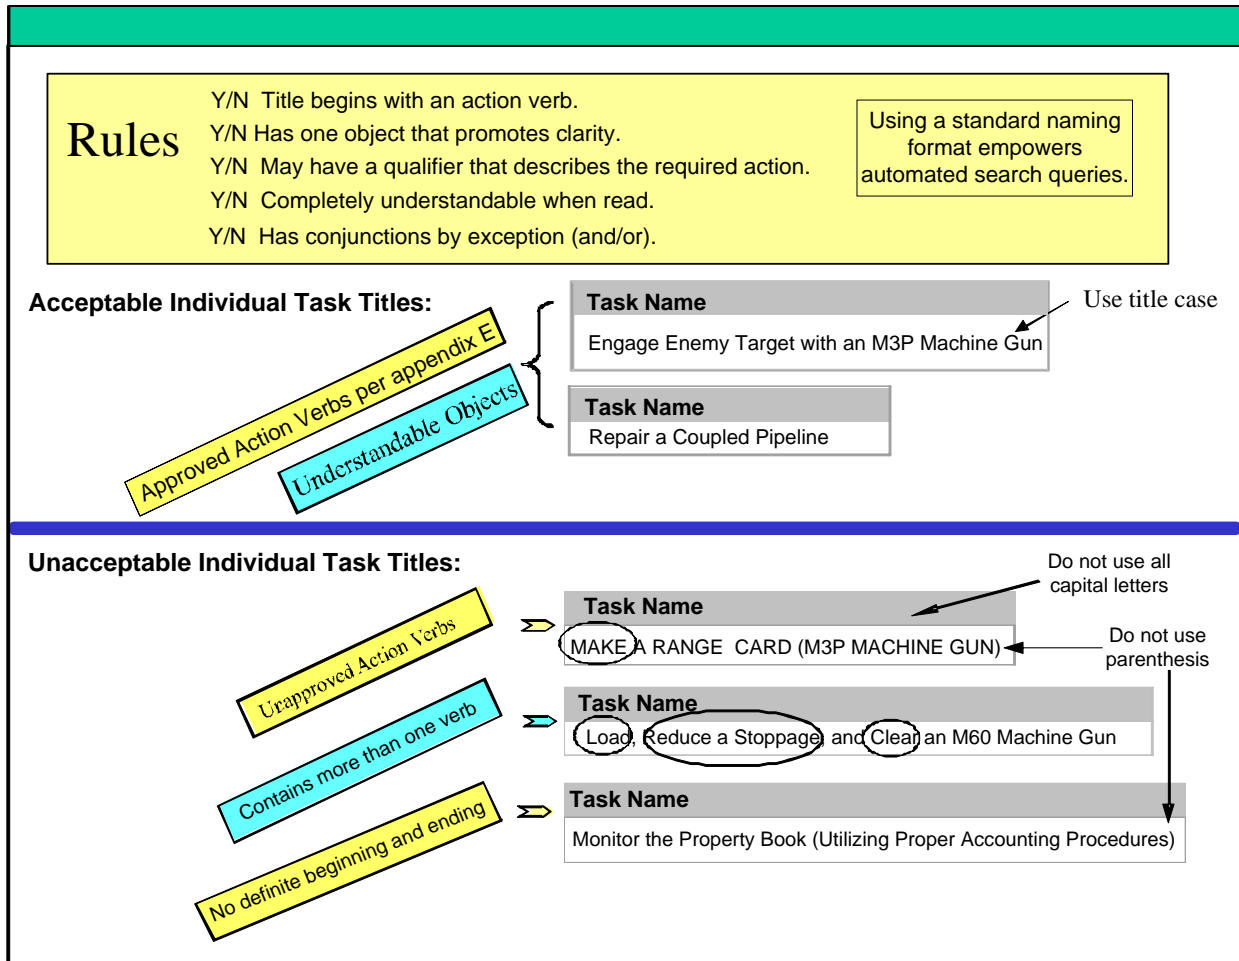 Rules
Y/N Title begins with an action verb.
Y/N Has one object that promotes clarity.
Y/N May have a qualifier that describes the required action.
Y/N Completely understandable when read.
Y/N Has conjunctions by exception (and/or).
Using a standard naming
format empowers
automated search queries.
Acceptable Individual Task Titles:
Approved Action Verbs per appendix E
Understandable Objects
Task Name
Engage Enemy Target with an M3P Machine Gun
Use title case
Task Name
Repair a Coupled Pipeline
Unacceptable Individual Task Titles:
Do not use all
capital letters
Unapproved Action Verbs
Task Name
MAKE A RANGE CARD (M3P MACHINE GUN)
Do not use
parenthesis
Contains more than one verb
Task Name
Load, Reduce a Stoppage, and Clear an M60 Machine Gun
No definite beginning and ending
Task Name
Monitor the Property Book (Utilizing Proper Accounting Procedures)